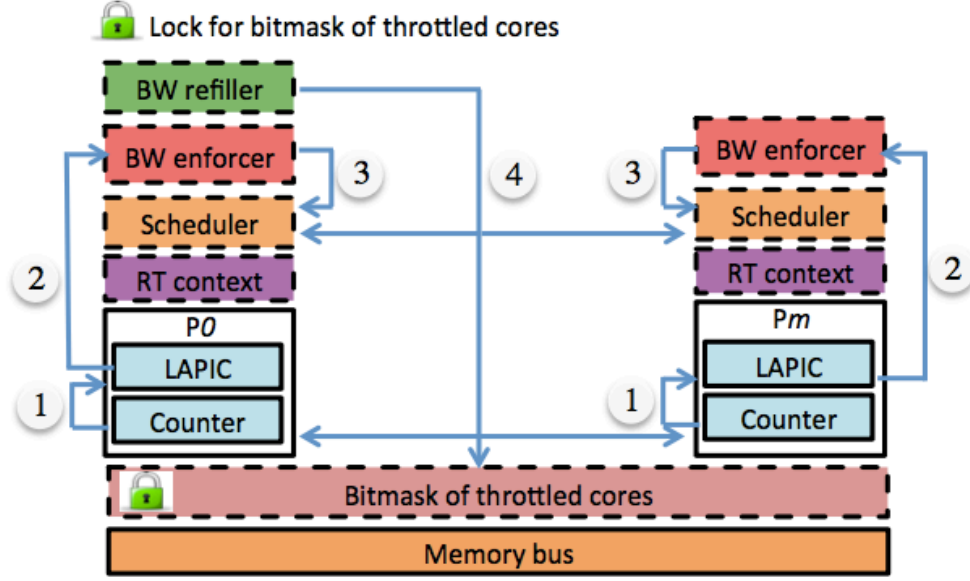 Lock for bitmask of throttled cores
BW refiller
BW enforcer
3
4
3
BW enforcer
Scheduler
Scheduler
2
RT context
RT context
2
P0
Pm
LAPIC
LAPIC
1
Counter
1
Counter
Bitmask of throttled cores
Memory bus